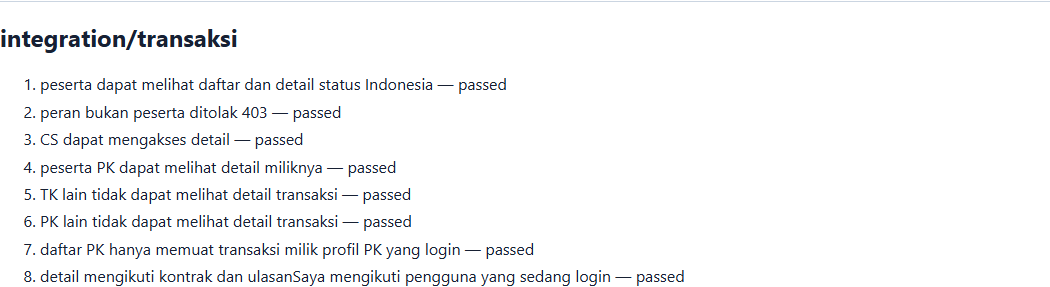 integration/transaksi
1. peserta dapat melihat daftar dan detail status Indonesia — passed
2. peran bukan peserta ditolak 403 — passed
3. CS dapat mengakses detail — passed
4. peserta PK dapat melihat detail miliknya — passed
5. TK lain tidak dapat melihat detail transaksi — passed
6. PK lain tidak dapat melihat detail transaksi — passed
7. daftar PK hanya memuat transaksi milik profil PK yang login — passed
8. detail mengikuti kontrak dan ulasanSaya mengikuti pengguna yang sedang login — passed